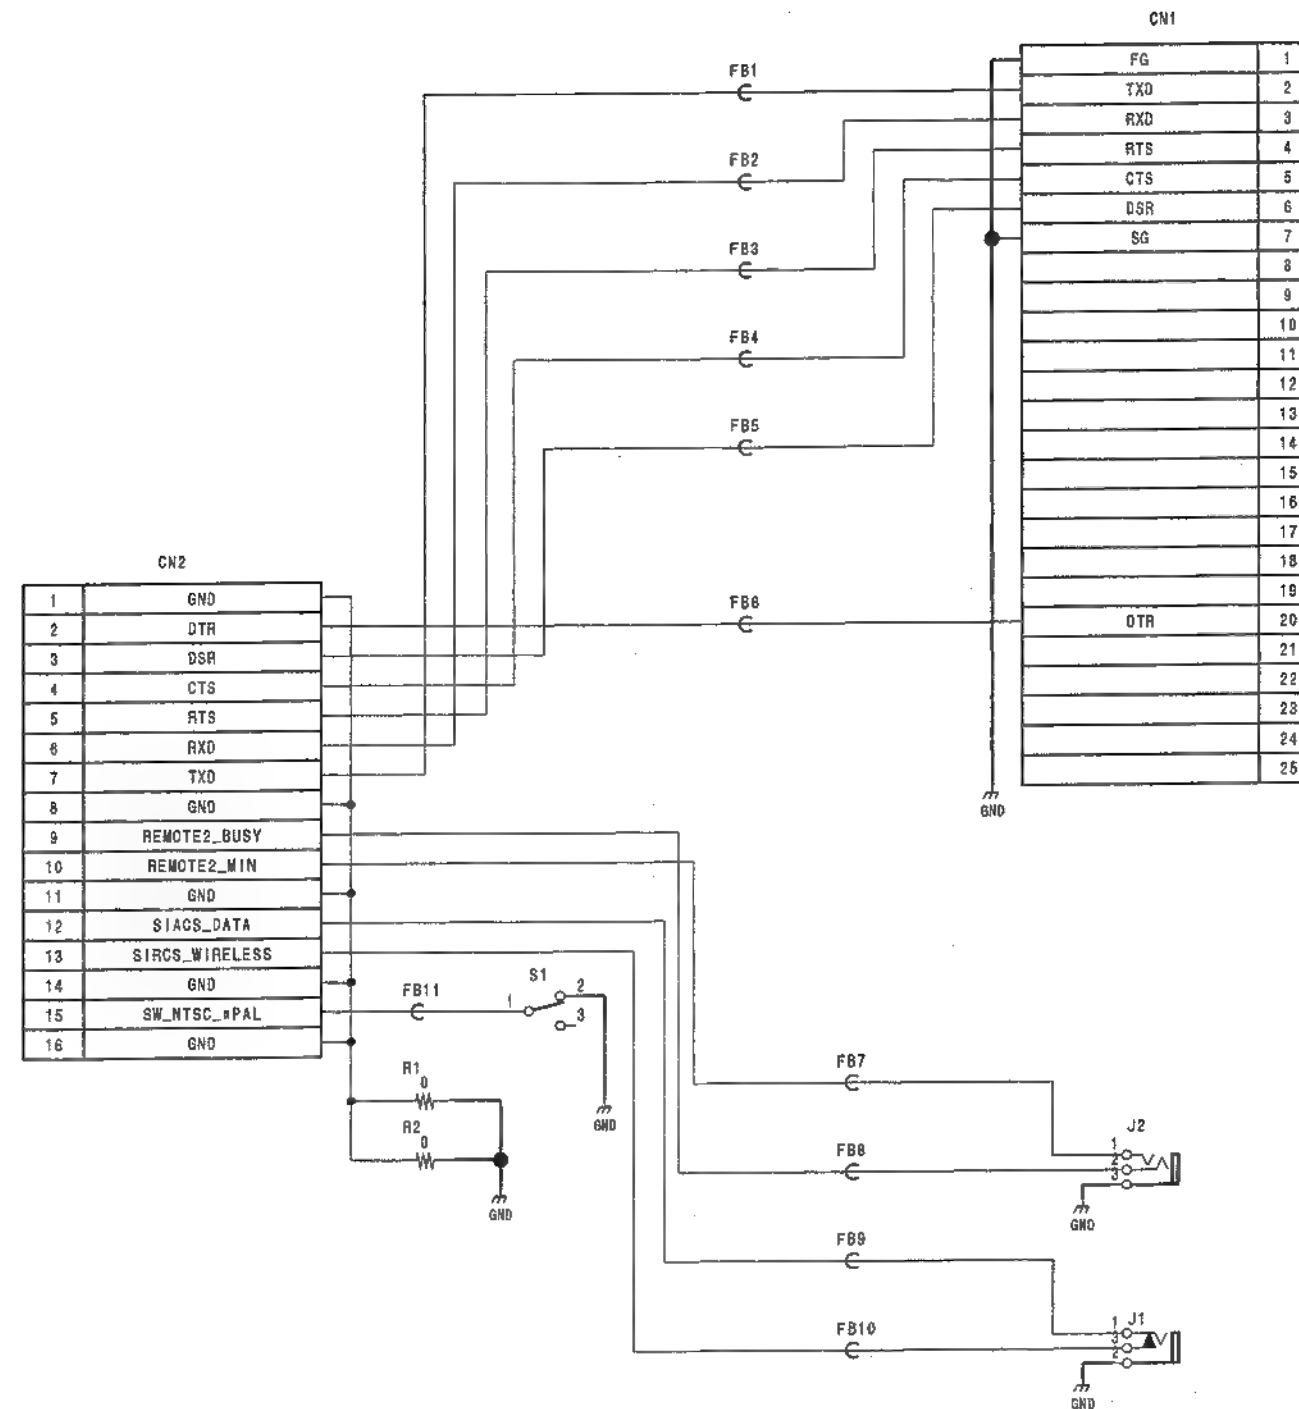 CN1
FG 1
TXD 2
RXD 3
RTS 4
CTS 5
DSR 6
SG 7
8
9
10
11
12
13
14
15
16
17
18
19
DTR 20
21
22
23
24
25
GND
FB1
FB2
FB3
FB4
FB5
FB6
CN2
1 GND
2 DTR
3 DSR
4 CTS
5 RTS
6 RXD
7 TXD
8 GND
9 REMOTE2_BUSY
10 REMOTE2_MIN
11 GND
12 SIACS_DATA
13 SIRCS_WIRELESS
14 GND
15 SW_NTSC_*PAL
16 GND
FB11
S1
1 2
3
GND
R1
0
R2
0
GND
FB7
FB8
J2
1
2
3
GND
FB9
FB10
J1
1
3
2
GND